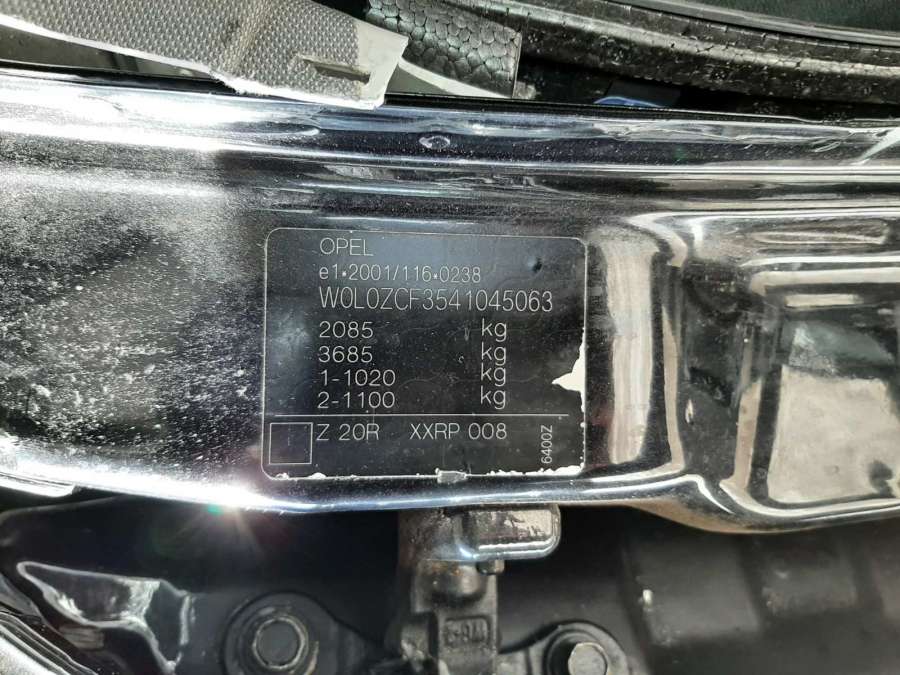 OPEL
e1*2001/116*0238
W0L0ZCF3541045063
2085 kg
3685 kg
1-1020 kg
2-1100 kg
Z 20R XXRP 008
6400Z
GM